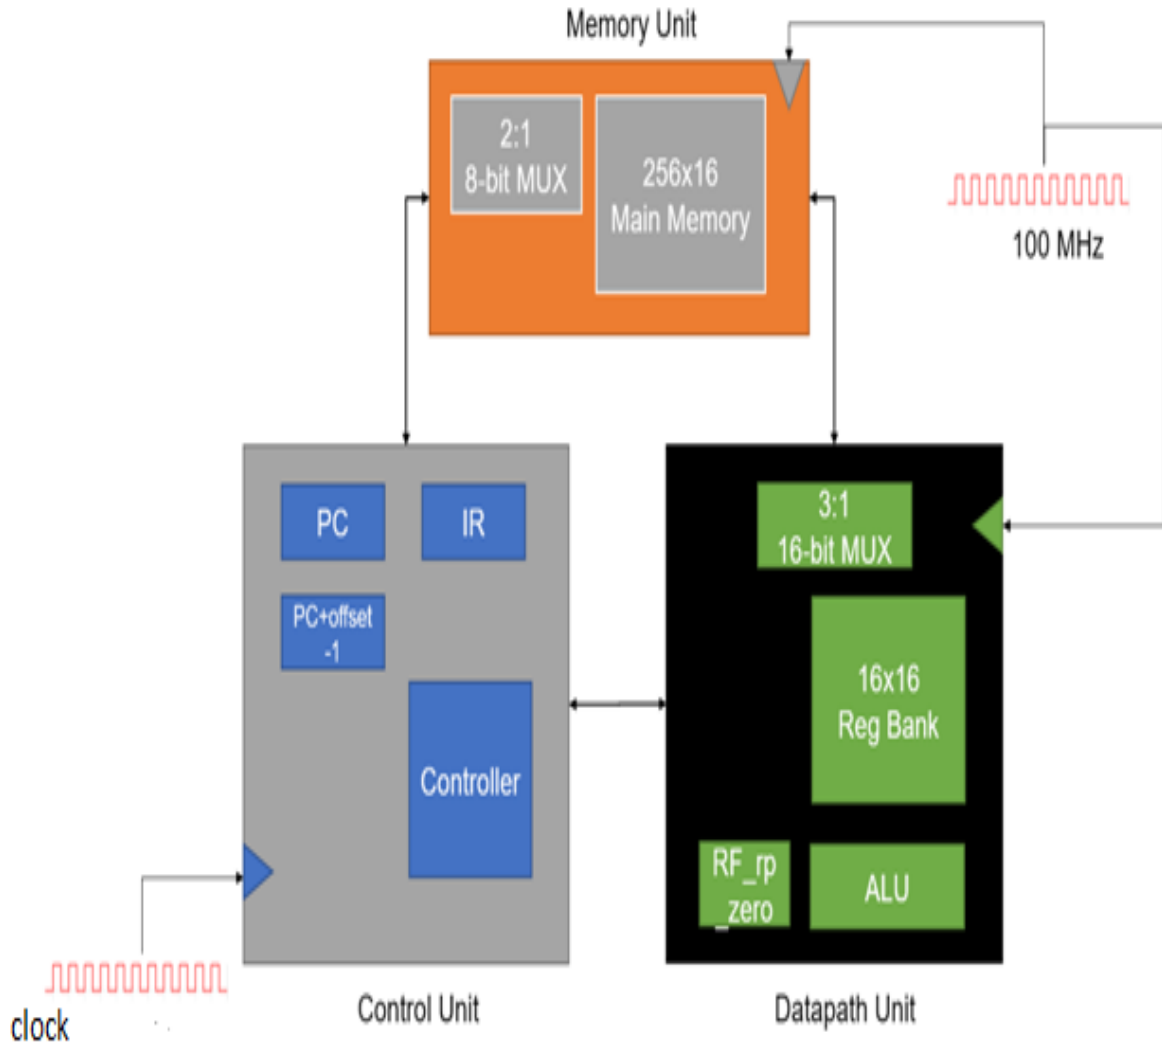 Memory Unit
2:1
8-bit MUX
256x16
Main Memory
100 MHz
PC
IR
PC+offset
-1
Controller
3:1
16-bit MUX
16x16
Reg Bank
RF_rp
_zero
ALU
clock
Control Unit
Datapath Unit